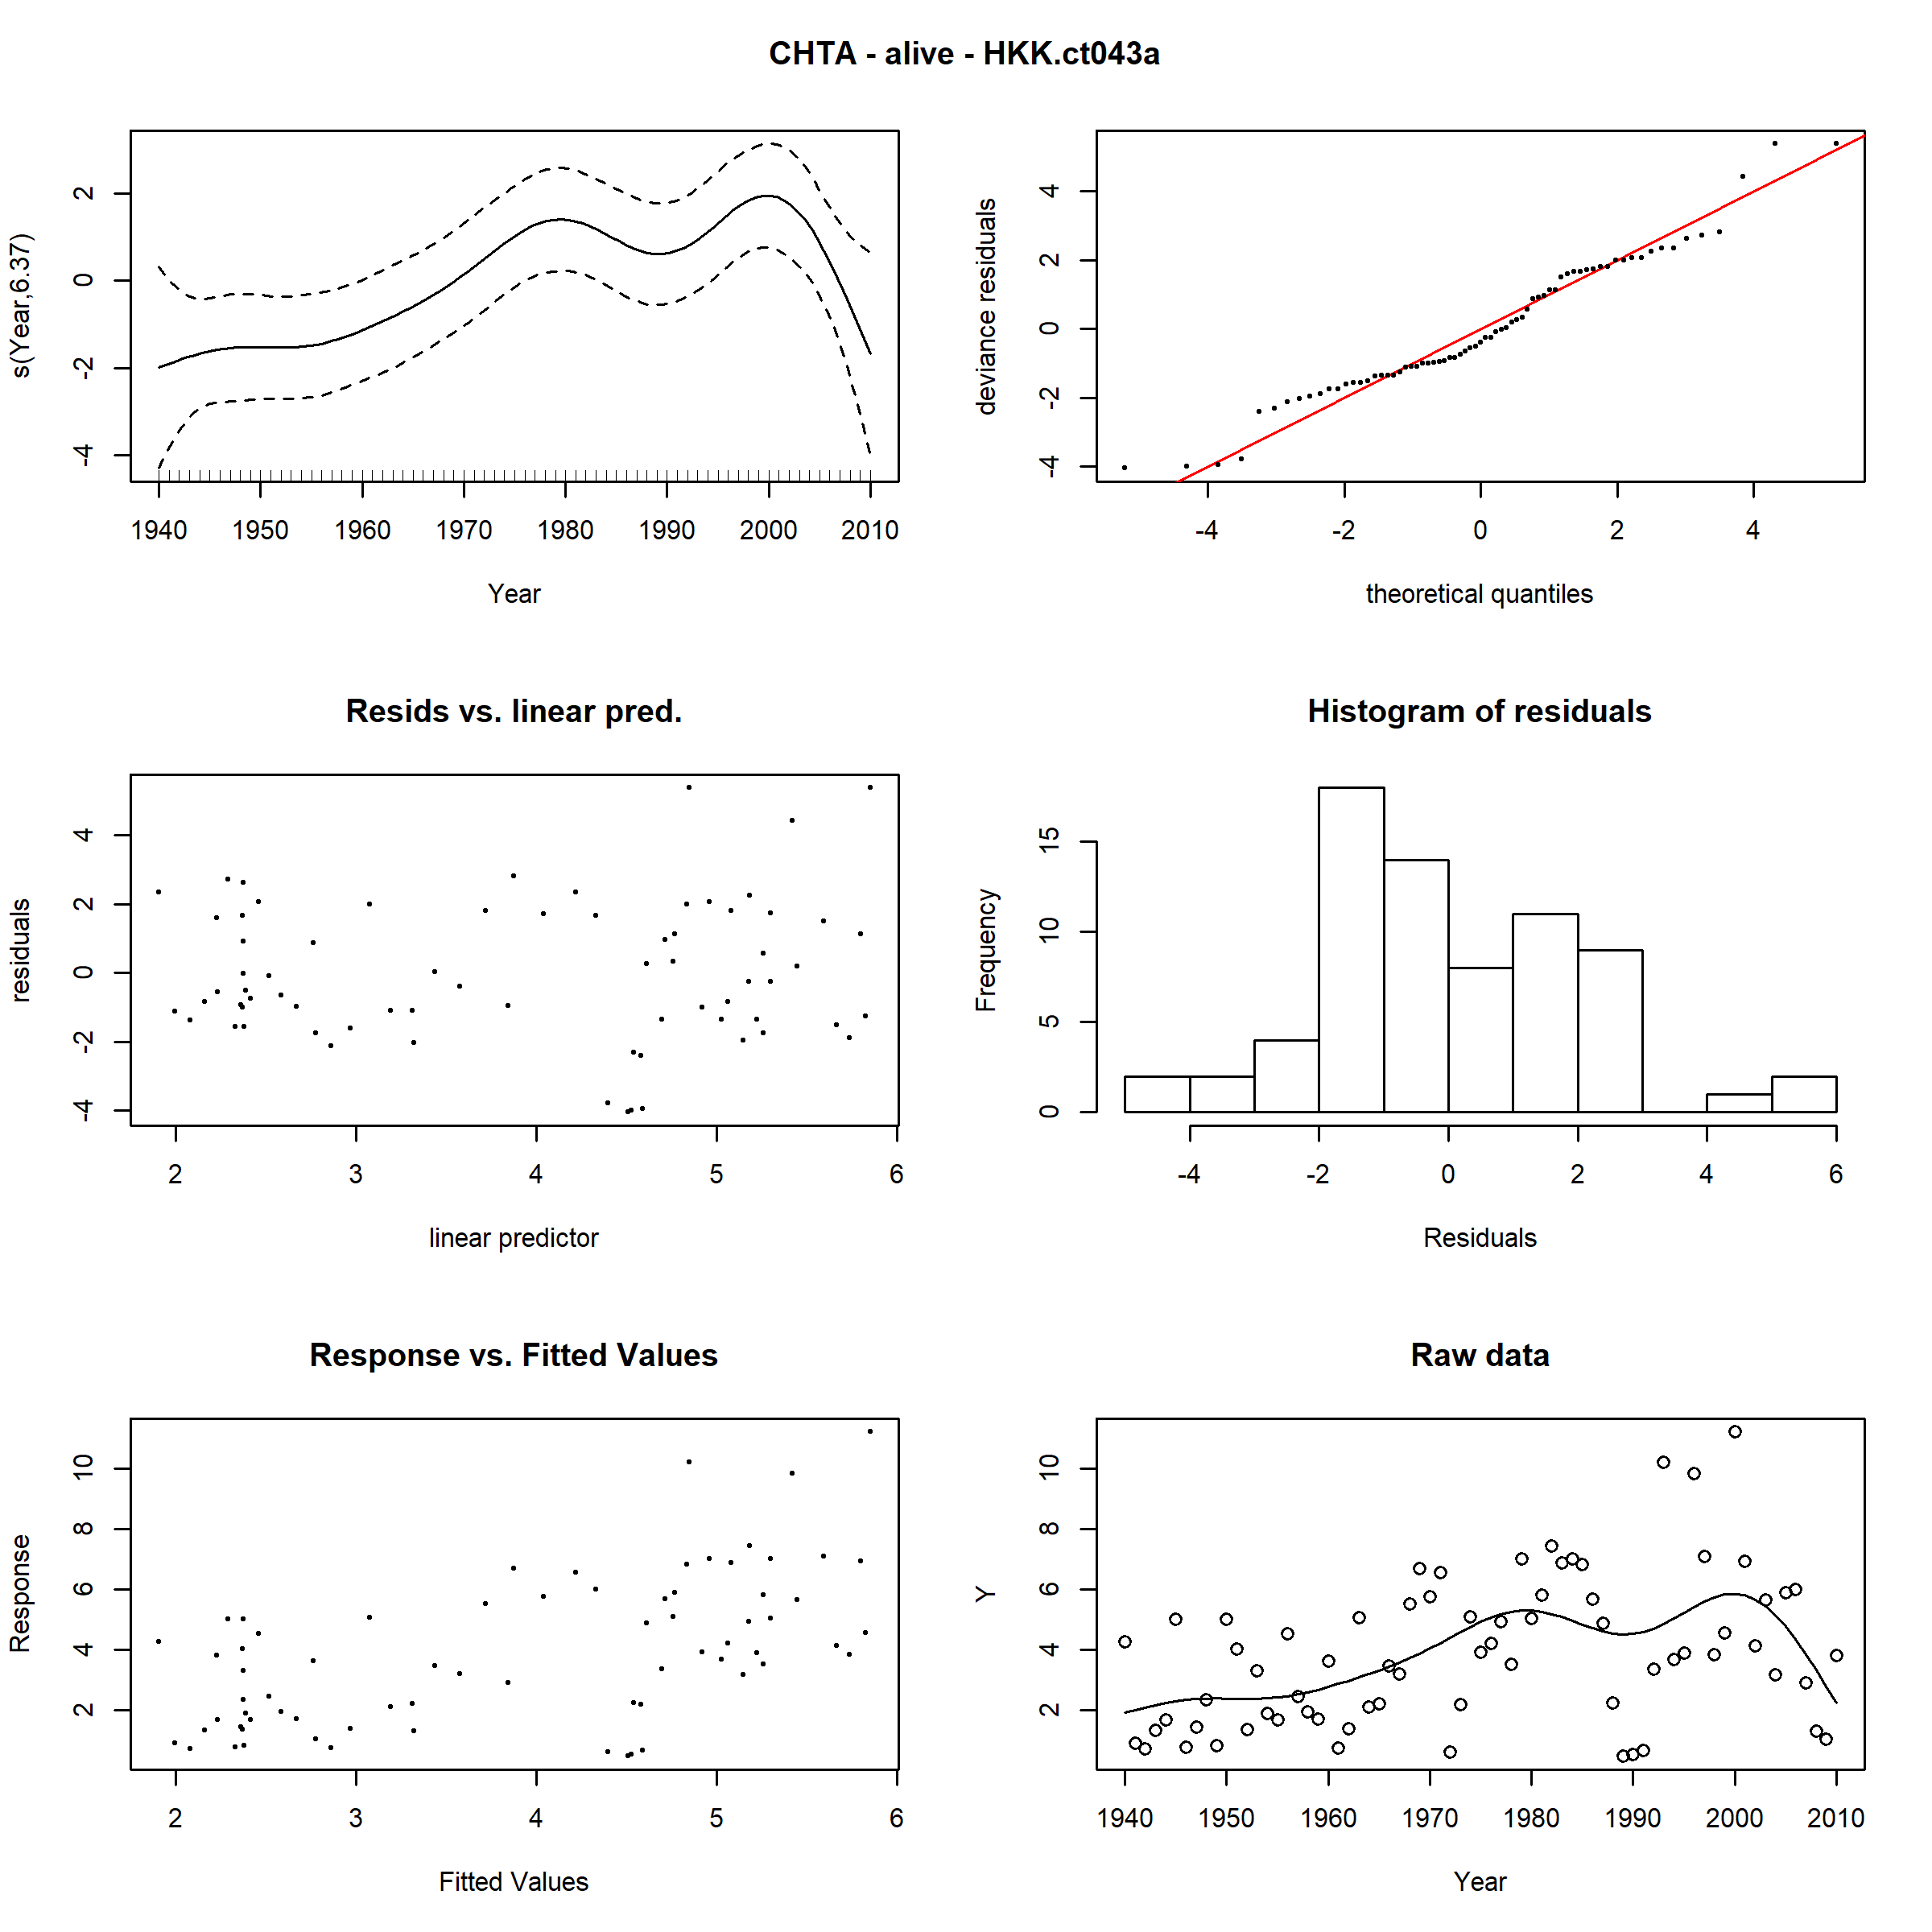 CHTA - alive - HKK.ct043a
s(Year,6.37)
2
0
-2
-4
1940 1950 1960 1970 1980 1990 2000 2010
Year
deviance residuals
4
2
0
-2
-4
-4 -2 0 2 4
theoretical quantiles
Resids vs. linear pred.
residuals
4
2
0
-2
-4
2 3 4 5 6
linear predictor
Histogram of residuals
Frequency
15
10
5
0
-4 -2 0 2 4 6
Residuals
Response vs. Fitted Values
Response
10
8
6
4
2
2 3 4 5 6
Fitted Values
Raw data
Y
10
8
6
4
2
1940 1950 1960 1970 1980 1990 2000 2010
Year